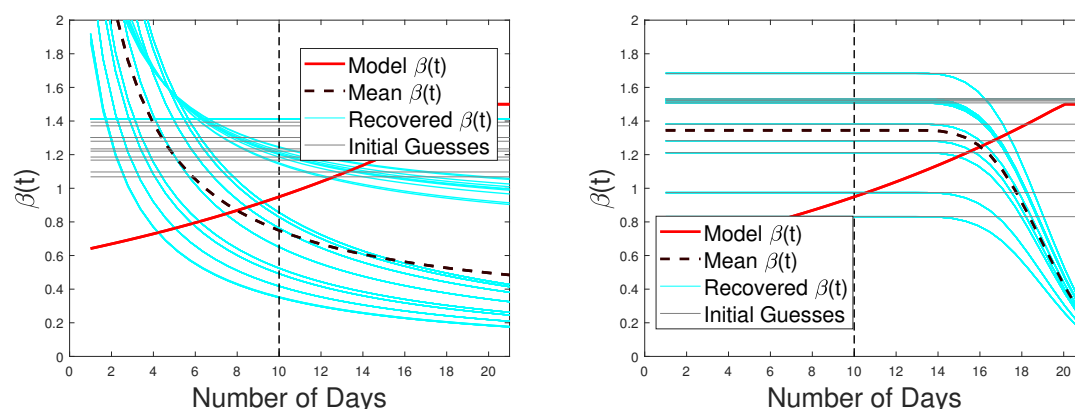 2
1.8
1.6
1.4
1.2
1
0.8
0.6
0.4
0.2
0
β(t)
Model β(t)
Mean β(t)
Recovered β(t)
Initial Guesses
0 2 4 6 8 10 12 14 16 18 20
Number of Days
2
1.8
1.6
1.4
1.2
1
0.8
0.6
0.4
0.2
0
β(t)
Model β(t)
Mean β(t)
Recovered β(t)
Initial Guesses
0 2 4 6 8 10 12 14 16 18 20
Number of Days